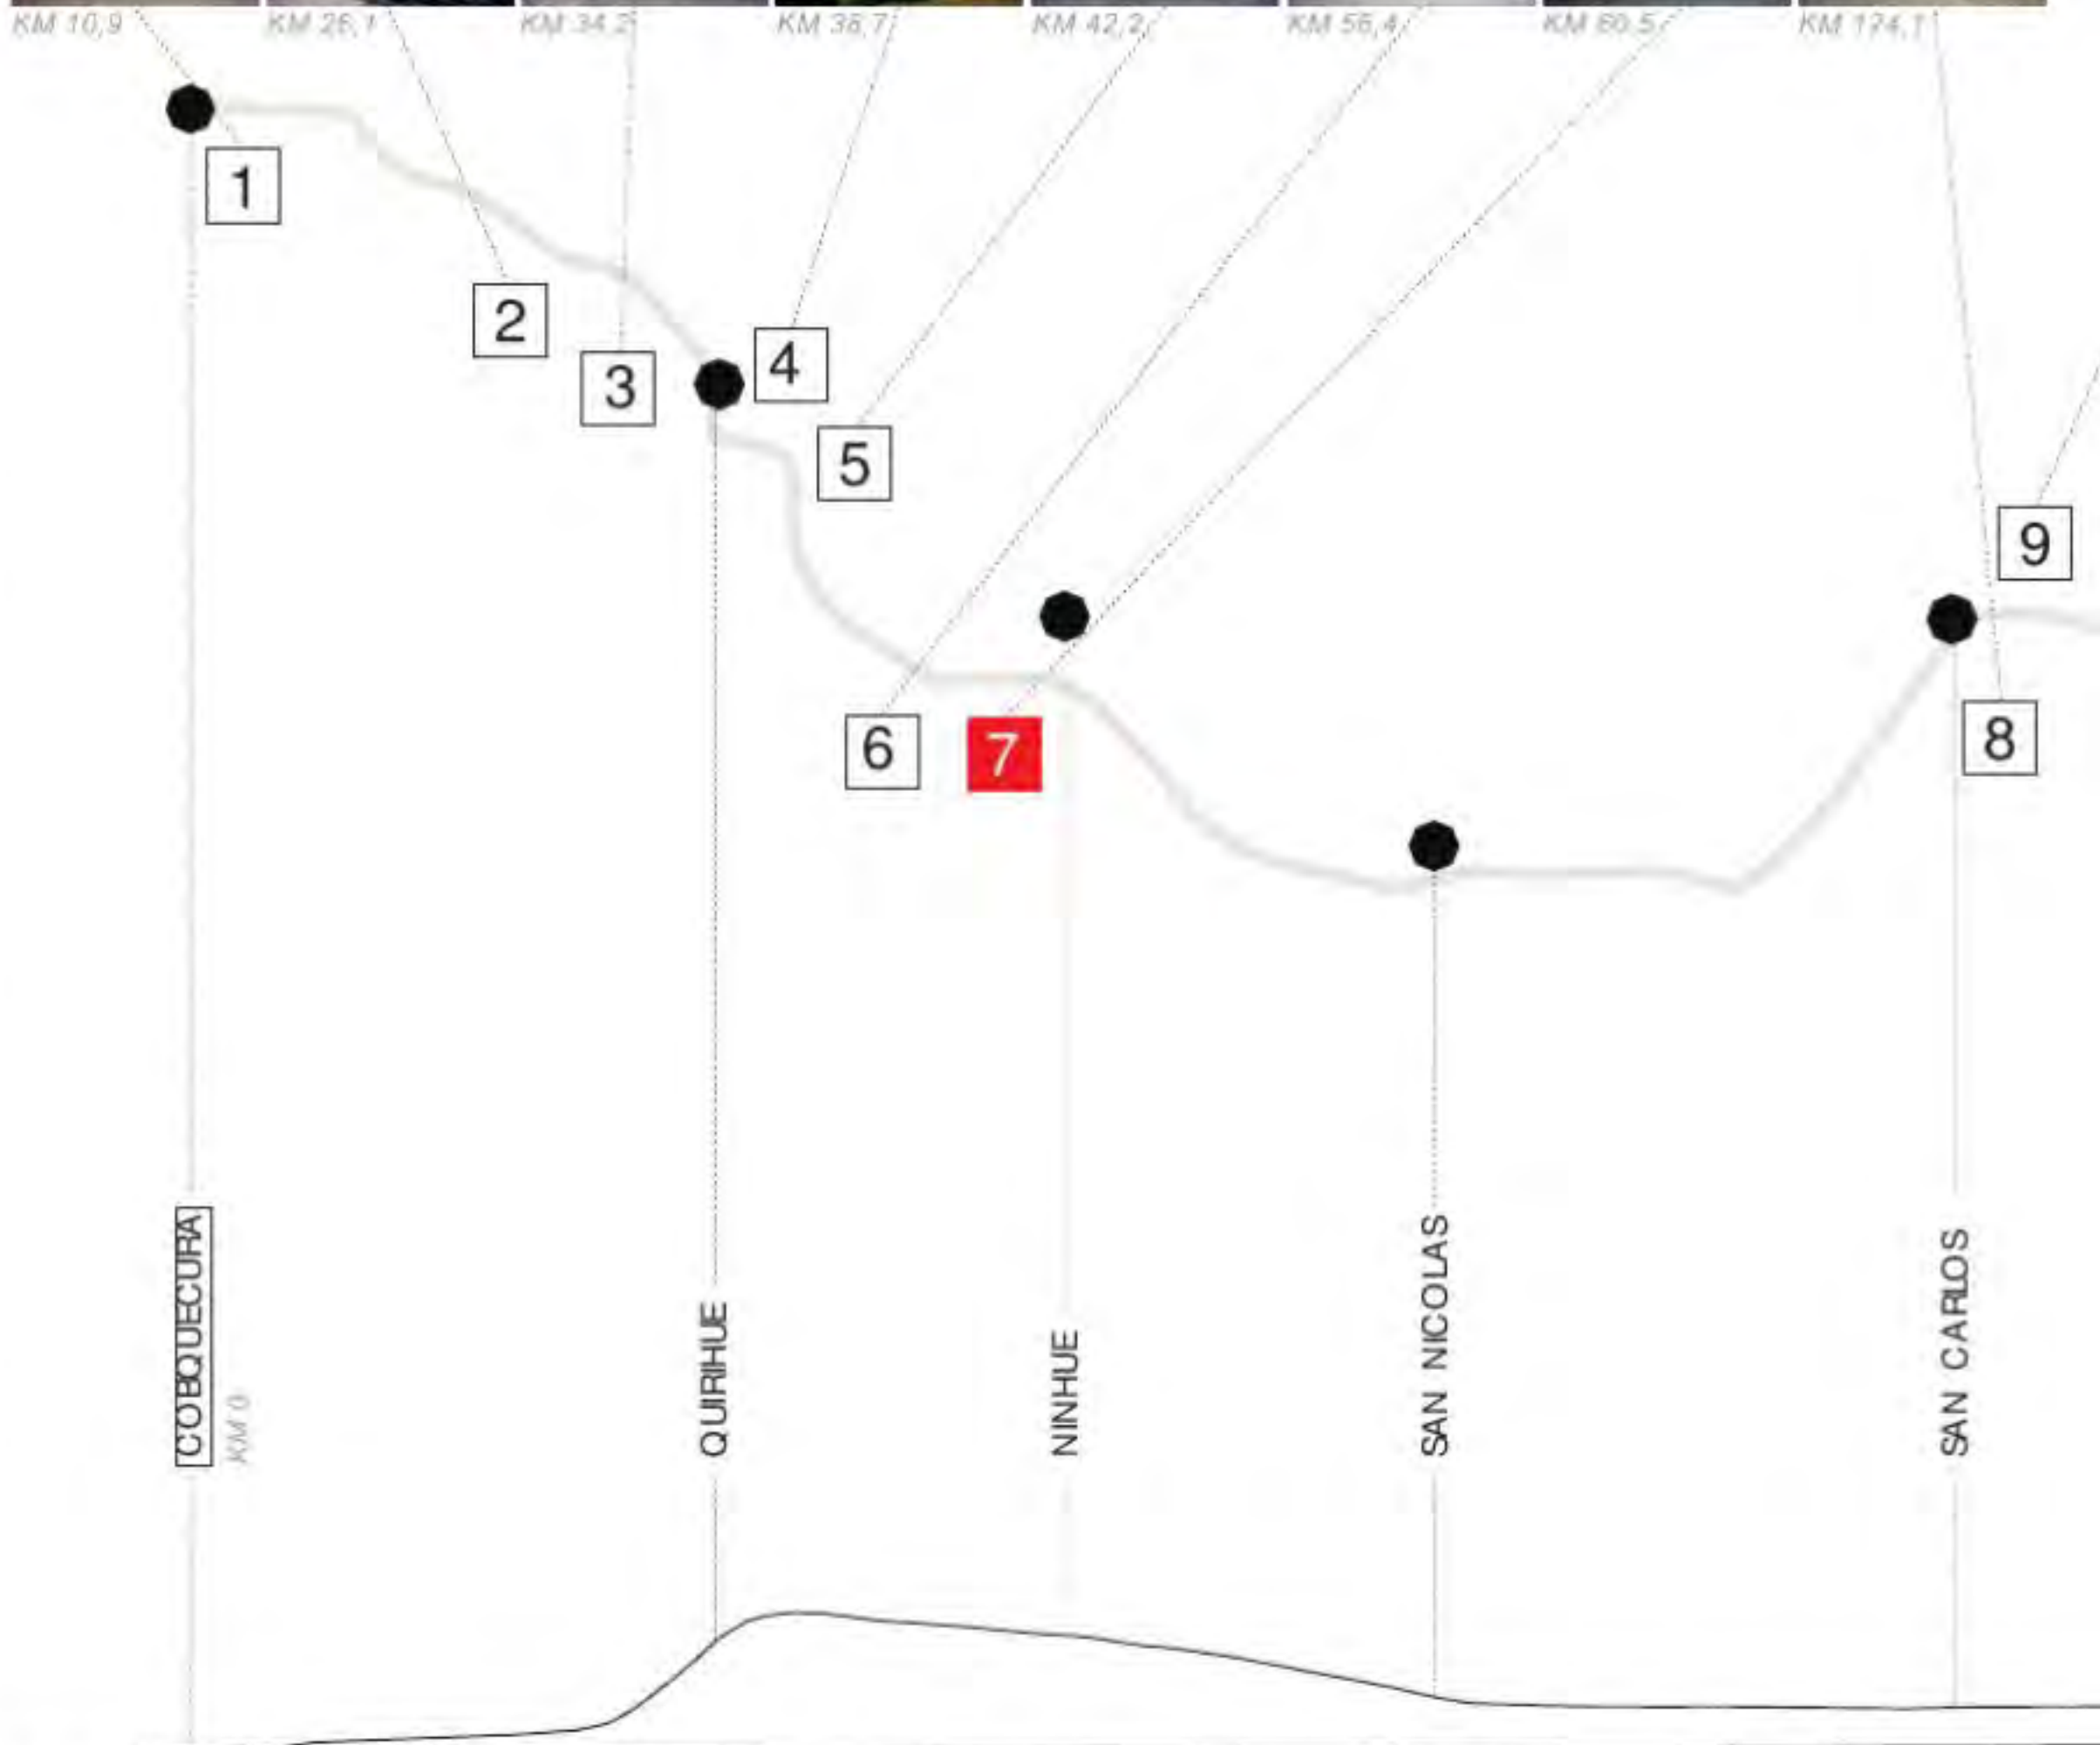 KM 10,9 KM 26,1 KM 34,2 KM 36,7 KM 42,2 KM 56,4 KM 60,5 KM 174,1
1
2
3
4
5
6
7
8
9
COBQUECURA
KM 0
QUIRIHUE
NINHUE
SAN NICOLAS
SAN CARLOS